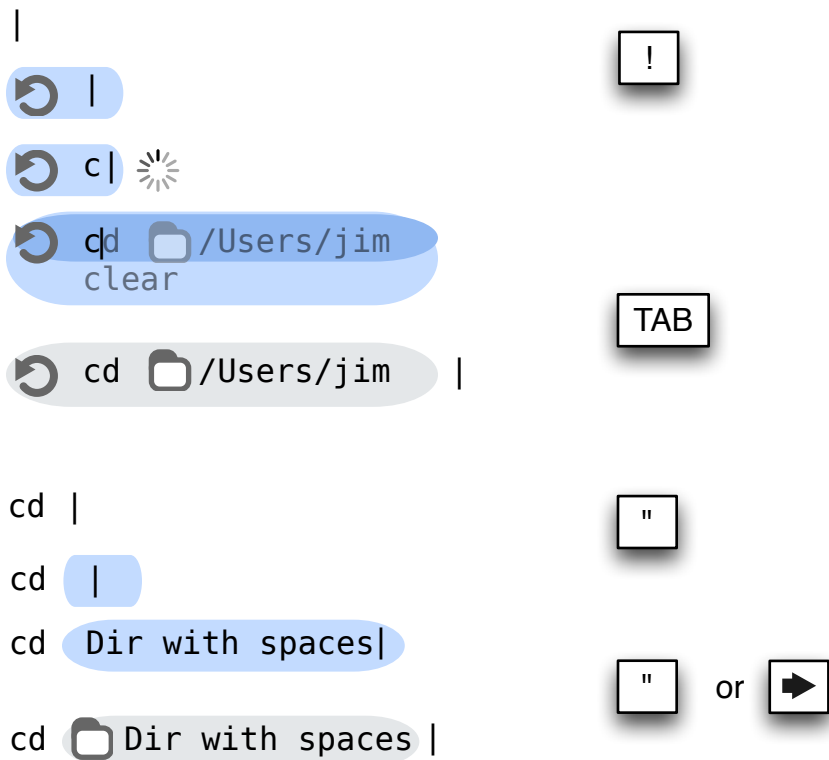 |
!
|
c|
cd /Users/jim
clear
TAB
cd /Users/jim |
cd |
"
cd |
cd Dir with spaces|
" or
cd Dir with spaces |